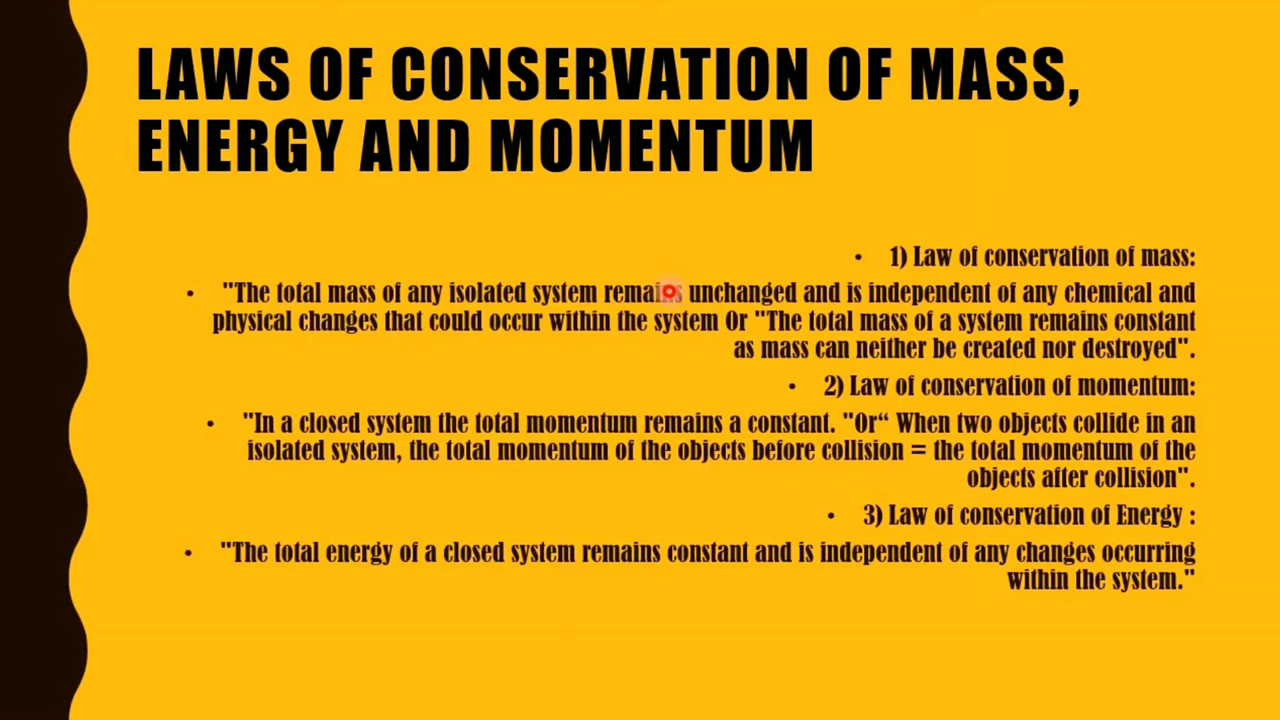 LAWS OF CONSERVATION OF MASS,
ENERGY AND MOMENTUM
• 1) Law of conservation of mass:
• "The total mass of any isolated system remains unchanged and is independent of any chemical and
physical changes that could occur within the system Or "The total mass of a system remains constant
as mass can neither be created nor destroyed".
• 2) Law of conservation of momentum:
• "In a closed system the total momentum remains a constant. "Or“ When two objects collide in an
isolated system, the total momentum of the objects before collision = the total momentum of the
objects after collision".
• 3) Law of conservation of Energy :
• "The total energy of a closed system remains constant and is independent of any changes occurring
within the system."